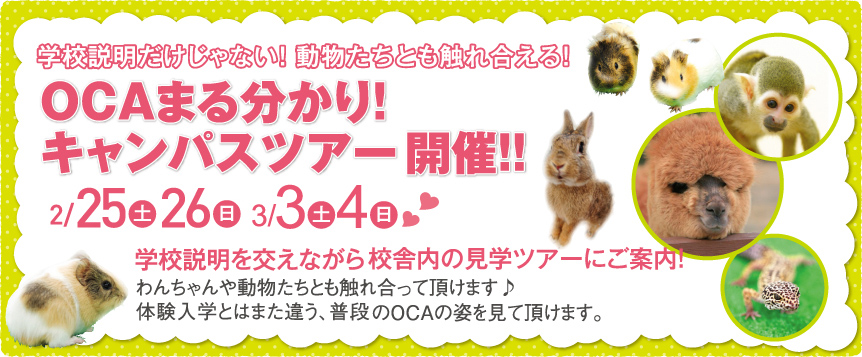 学校説明だけじゃない！動物たちとも触れ合える！
OCAまる分かり！
キャンパスツアー開催!!
2/25土26日 3/3土4日
学校説明を交えながら校舎内の見学ツアーにご案内！
わんちゃんや動物たちとも触れ合って頂けます♪
体験入学とはまた違う、普段のOCAの姿を見て頂けます。